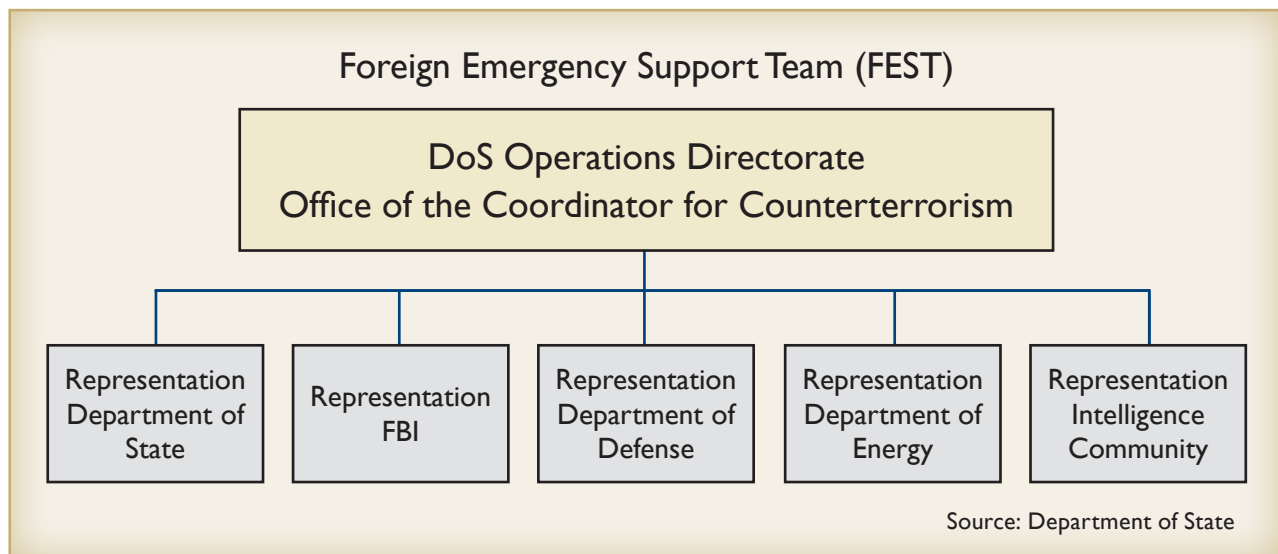 Foreign Emergency Support Team (FEST)
DoS Operations Directorate
Office of the Coordinator for Counterterrorism
Representation
Department of
State
Representation
FBI
Representation
Department of
Defense
Representation
Department of
Energy
Representation
Intelligence
Community
Source: Department of State